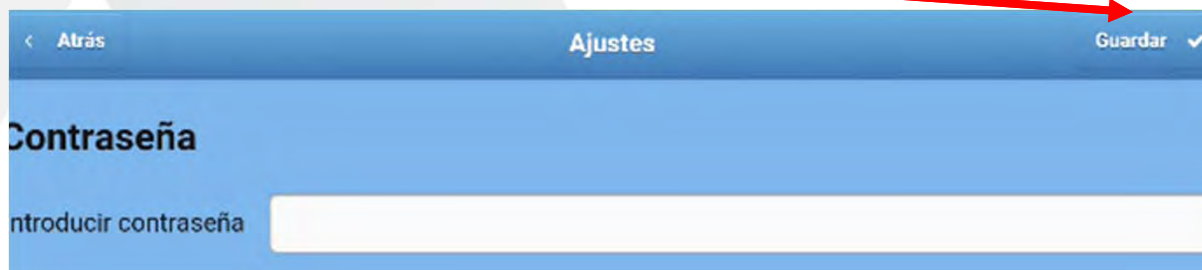 Atrás
Ajustes
Guardar
Contraseña
ntroducir contraseña